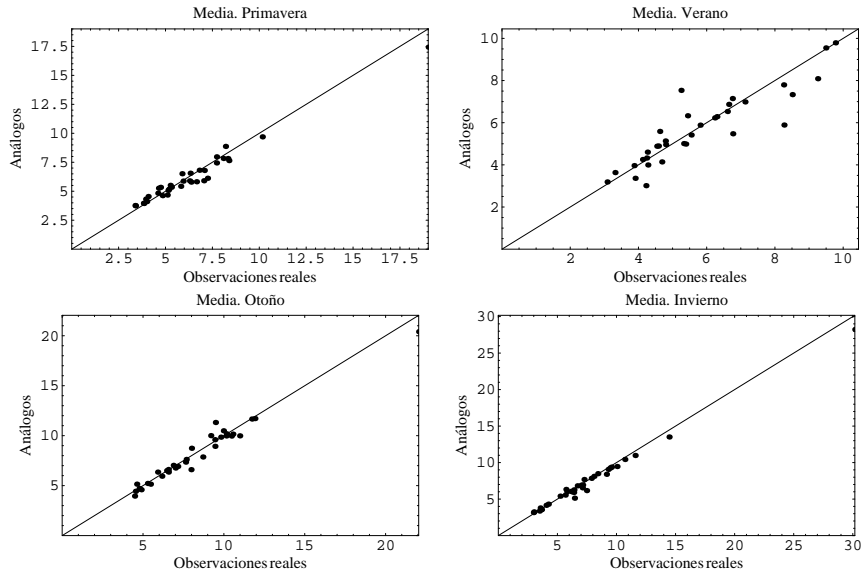 Media. Primavera
17.5
15
12.5
10
7.5
5
2.5
Análogos
2.5 5 7.5 10 12.5 15 17.5
Observaciones reales
Media. Verano
10
8
6
4
2
Análogos
2 4 6 8 10
Observaciones reales
Media. Otoño
20
15
10
5
Análogos
5 10 15 20
Observaciones reales
Media. Invierno
30
25
20
15
10
5
Análogos
5 10 15 20 25 30
Observaciones reales